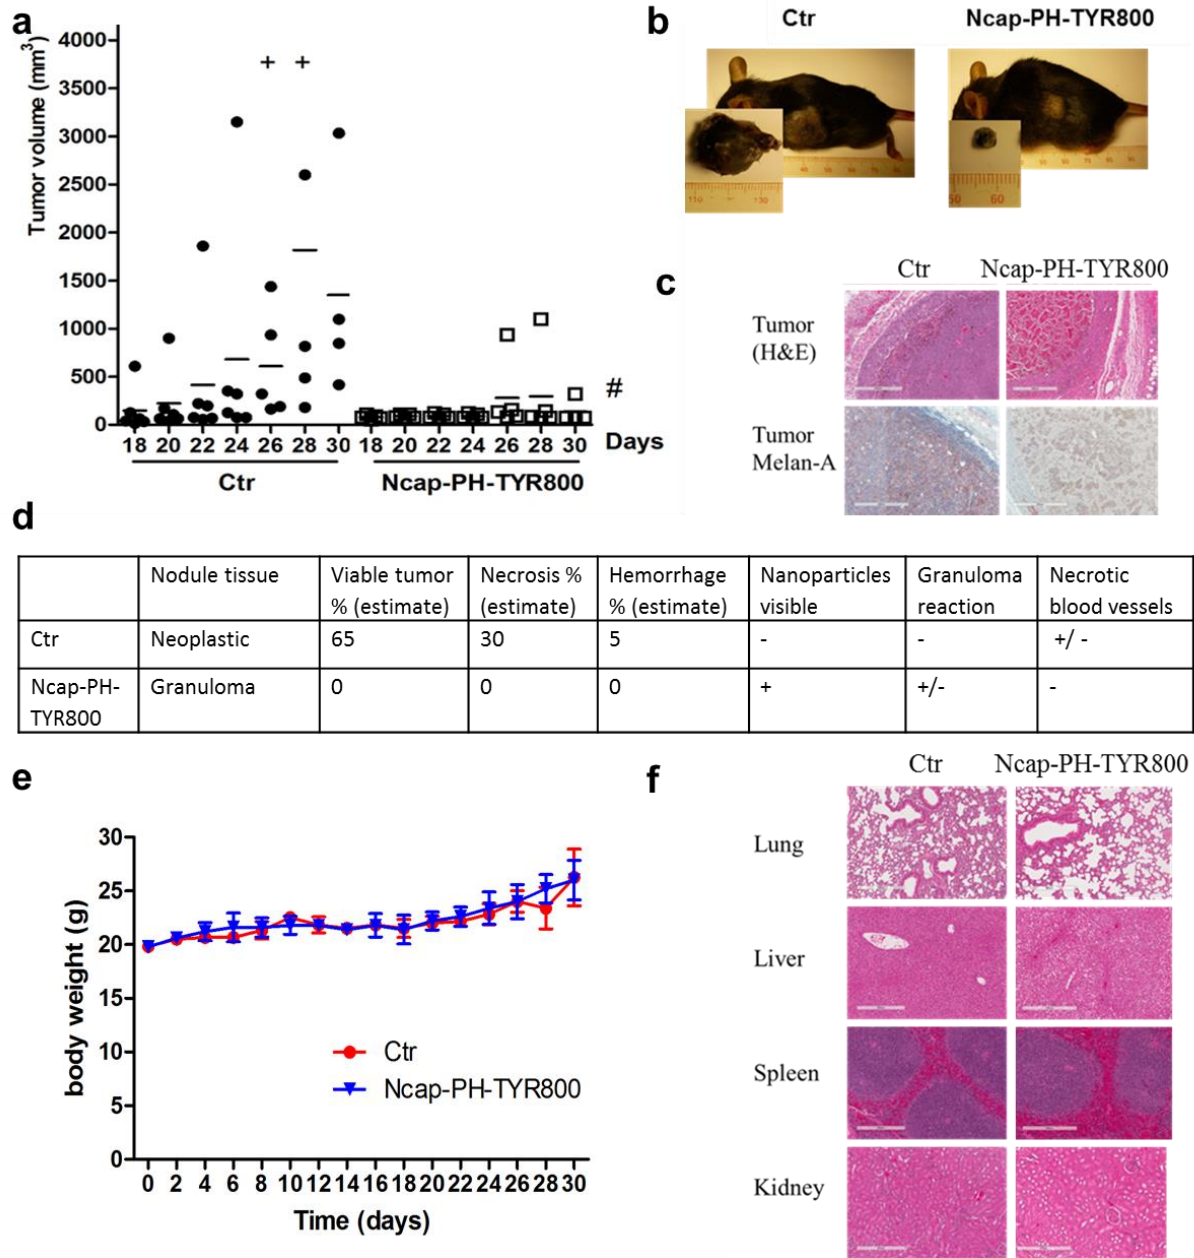 a
Tumor volume (mm³)
4000
3500
3000
2500
2000
1500
1000
500
0
+ +
18 20 22 24 26 28 30 18 20 22 24 26 28 30
#
Days
Ctr Ncap-PH-TYR800
b
Ctr Ncap-PH-TYR800
110 130
50 60
c
Ctr Ncap-PH-TYR800
Tumor
(H&E)
Tumor
Melan-A
d
Nodule tissue
Viable tumor
% (estimate)
Necrosis %
(estimate)
Hemorrhage
% (estimate)
Nanoparticles
visible
Granuloma
reaction
Necrotic
blood vessels
Ctr Neoplastic 65 30 5 - - +/ -
Ncap-PH-
TYR800
Granuloma 0 0 0 + +/- -
e
body weight (g)
30
25
20
15
10
5
0
Ctr
Ncap-PH-TYR800
0 2 4 6 8 10 12 14 16 18 20 22 24 26 28 30
Time (days)
f
Ctr Ncap-PH-TYR800
Lung
Liver
Spleen
Kidney